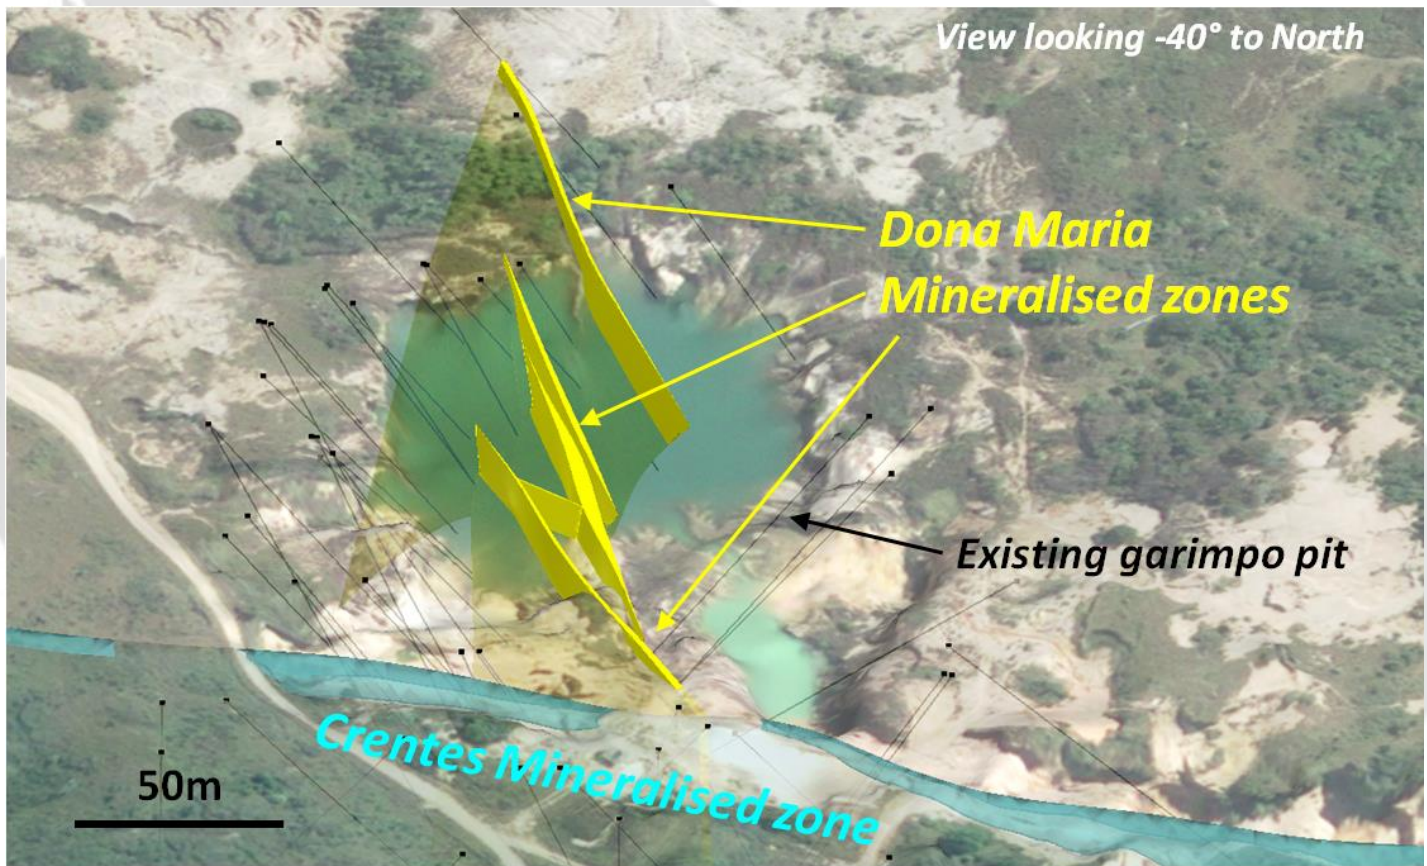 View looking -40° to North
Dona Maria
Mineralised zones
Existing garimpo pit
Crentes Mineralised zone
50m